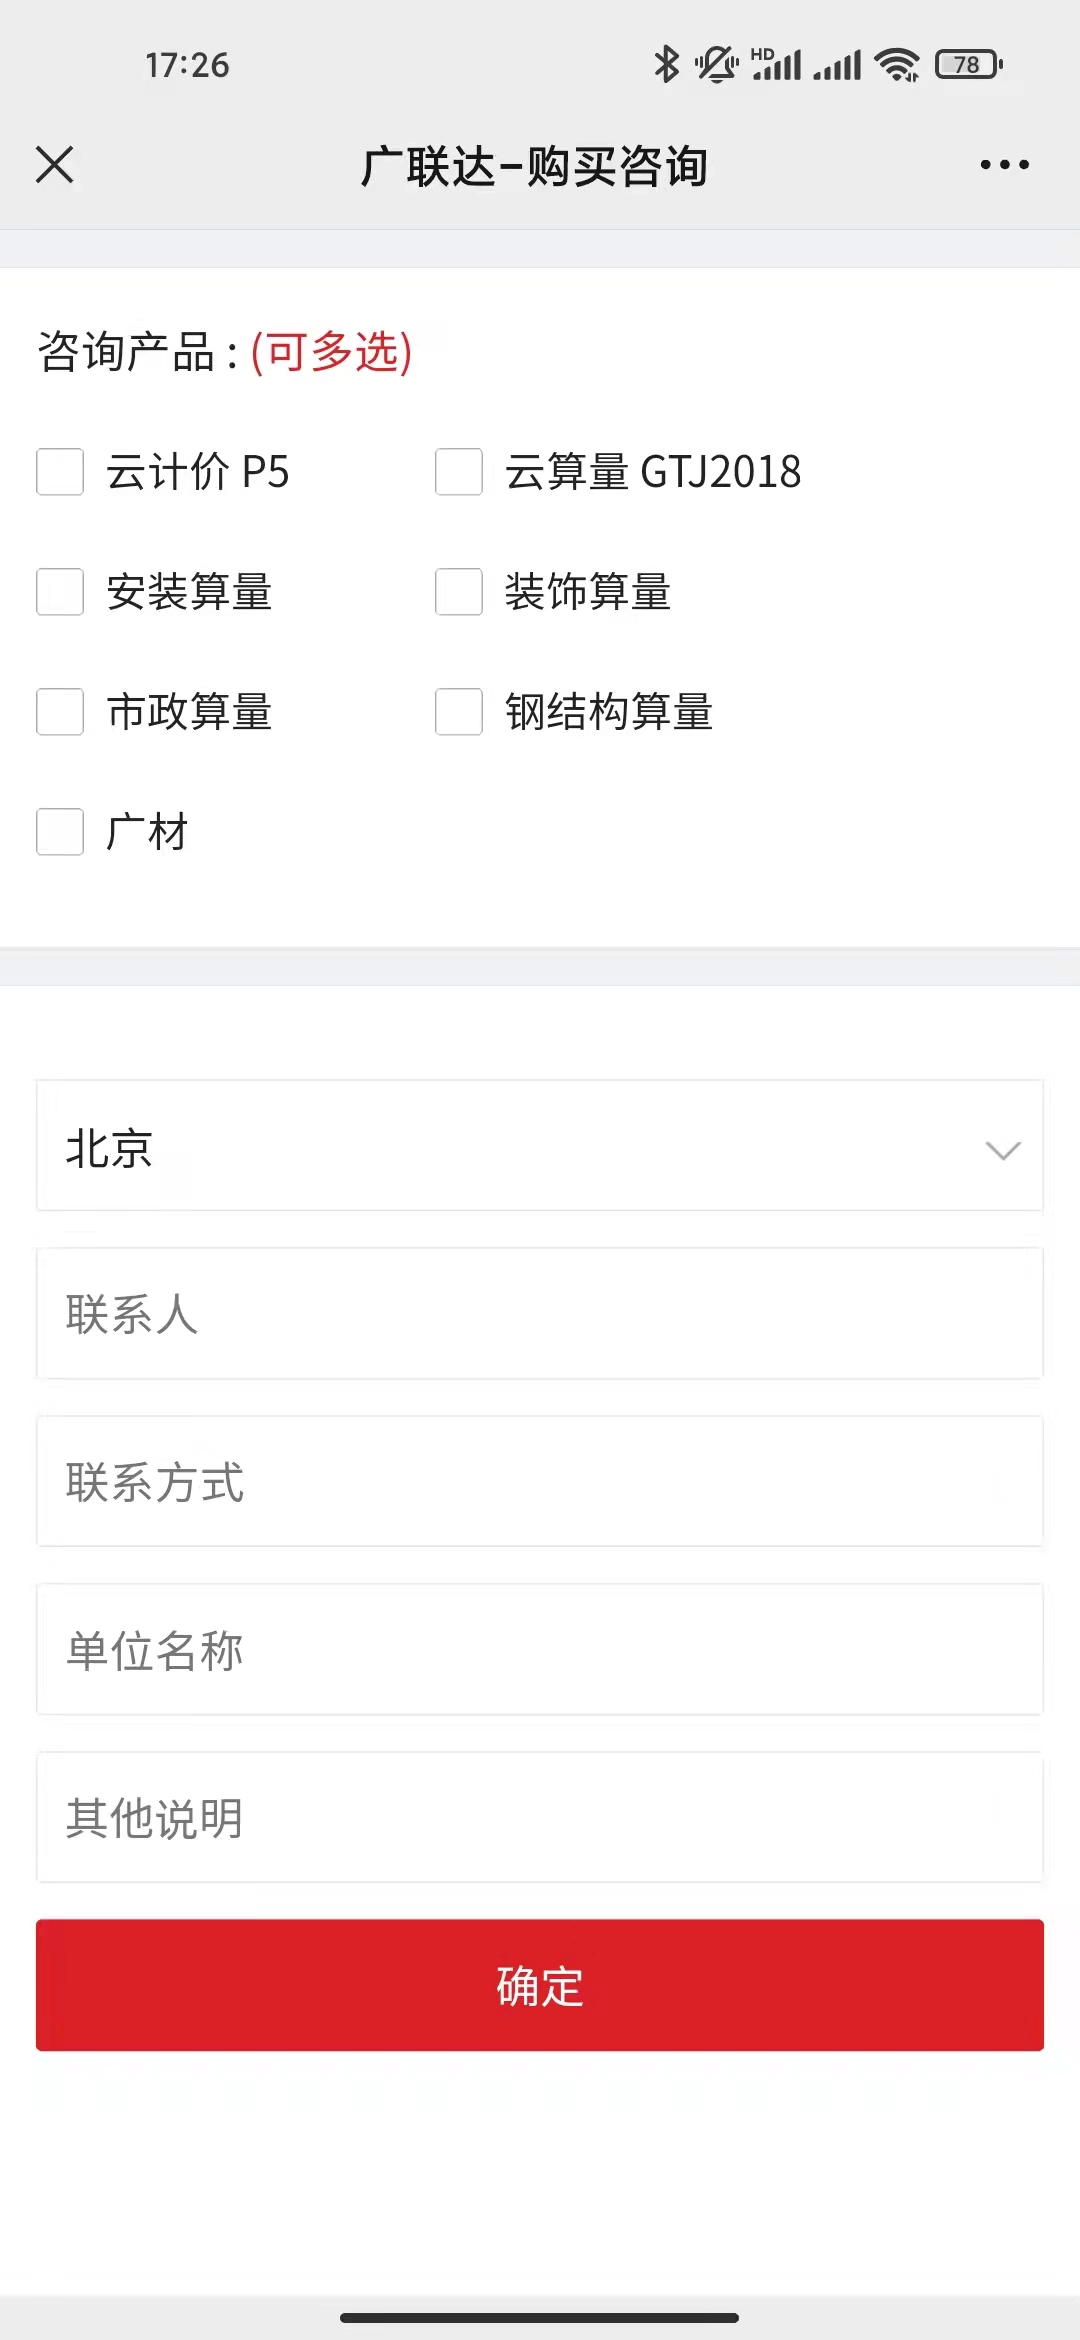 17:26 HD 78
广联达-购买咨询
咨询产品：(可多选)
云计价 P5 云算量 GTJ2018
安装算量 装饰算量
市政算量 钢结构算量
广材
北京
联系人
联系方式
单位名称
其他说明
确定